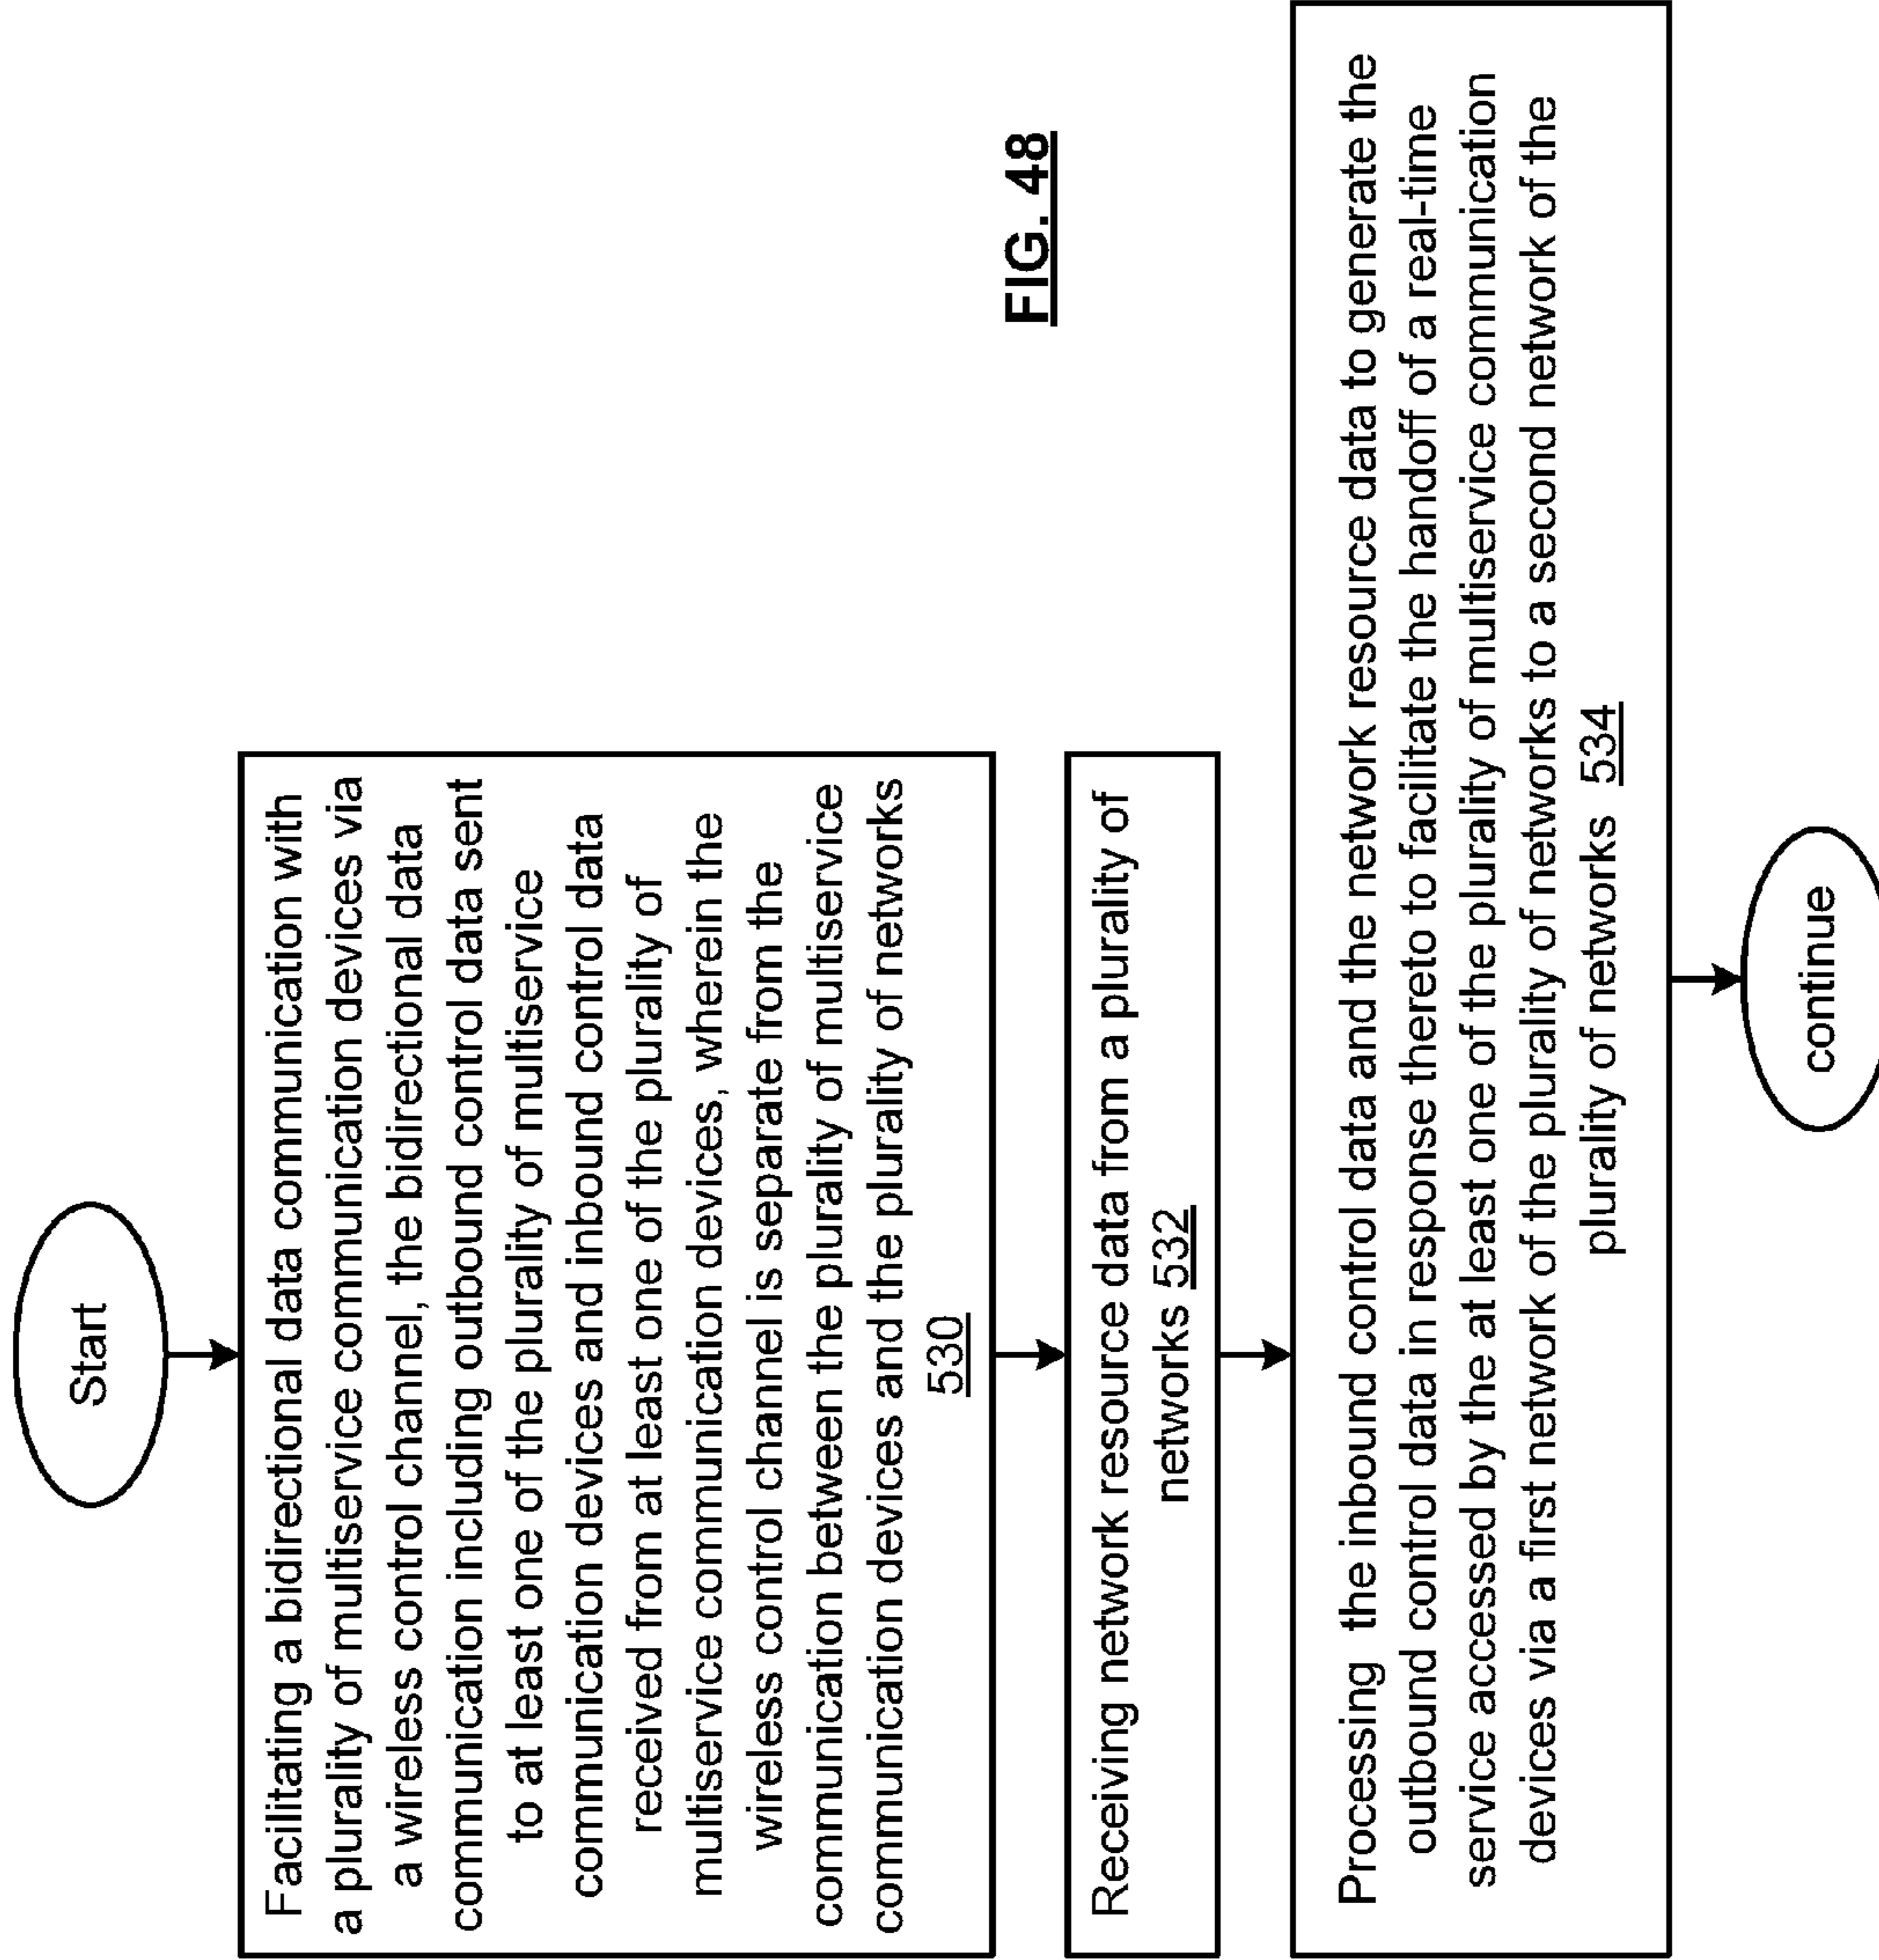 Start
Facilitating a bidirectional data communication with
a plurality of multiservice communication devices via
a wireless control channel, the bidirectional data
communication including outbound control data sent
to at least one of the plurality of multiservice
communication devices and inbound control data
received from at least one of the plurality of
multiservice communication devices, wherein the
wireless control channel is separate from the
communication between the plurality of multiservice
communication devices and the plurality of networks
530
Receiving network resource data from a plurality of
networks 532
Processing the inbound control data and the network resource data to generate the
outbound control data in response thereto to facilitate the handoff of a real-time
service accessed by the at least one of the plurality of multiservice communication
devices via a first network of the plurality of networks to a second network of the
plurality of networks 534
continue
FIG. 48